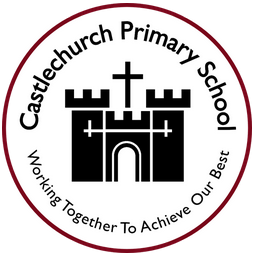 Castlechurch Primary School
Working Together To Achieve Our Best